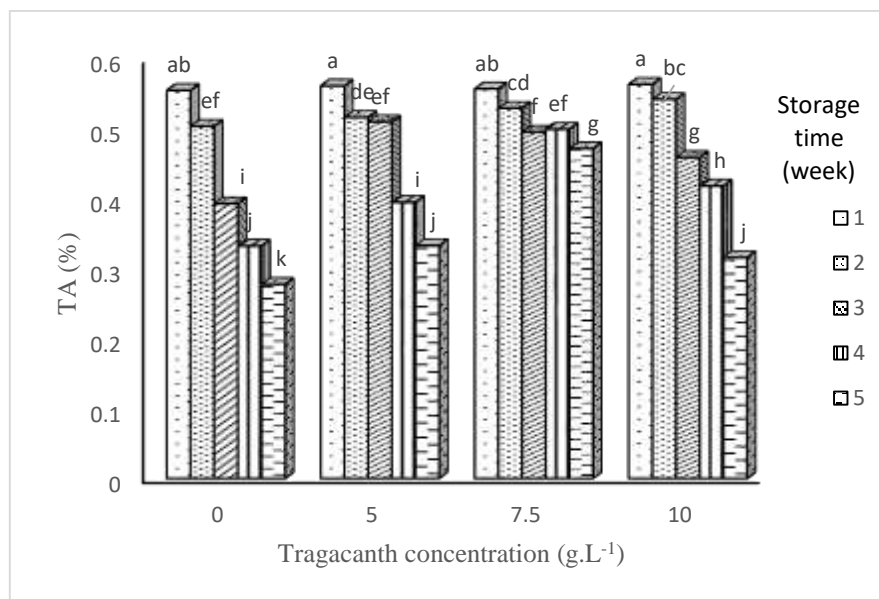 0.6
0.5
0.4
0.3
0.2
0.1
0
TA (%)
ab
ef
i
j
k
a
de
ef
i
j
ab
cd
f
ef
g
a
bc
g
h
j
0
5
7.5
10
Tragacanth concentration (g.L-1)
Storage
time
(week)
1
2
3
4
5